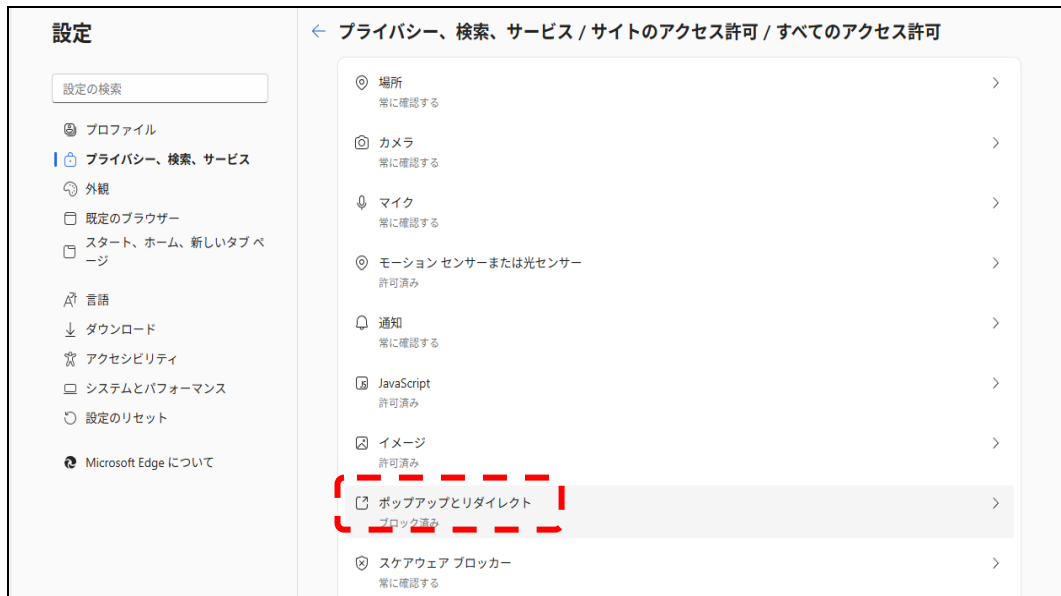 設定
設定の検索
プロファイル
プライバシー、検索、サービス
外観
既定のブラウザー
スタート、ホーム、新しいタブ ペ
ージ
言語
ダウンロード
アクセシビリティ
システムとパフォーマンス
設定のリセット
Microsoft Edge について
プライバシー、検索、サービス / サイトのアクセス許可 / すべてのアクセス許可
場所
常に確認する
カメラ
常に確認する
マイク
常に確認する
モーション センサーまたは光センサー
許可済み
通知
常に確認する
JavaScript
許可済み
イメージ
許可済み
ポップアップとリダイレクト
ブロック済み
スケアウェア ブロッカー
常に確認する